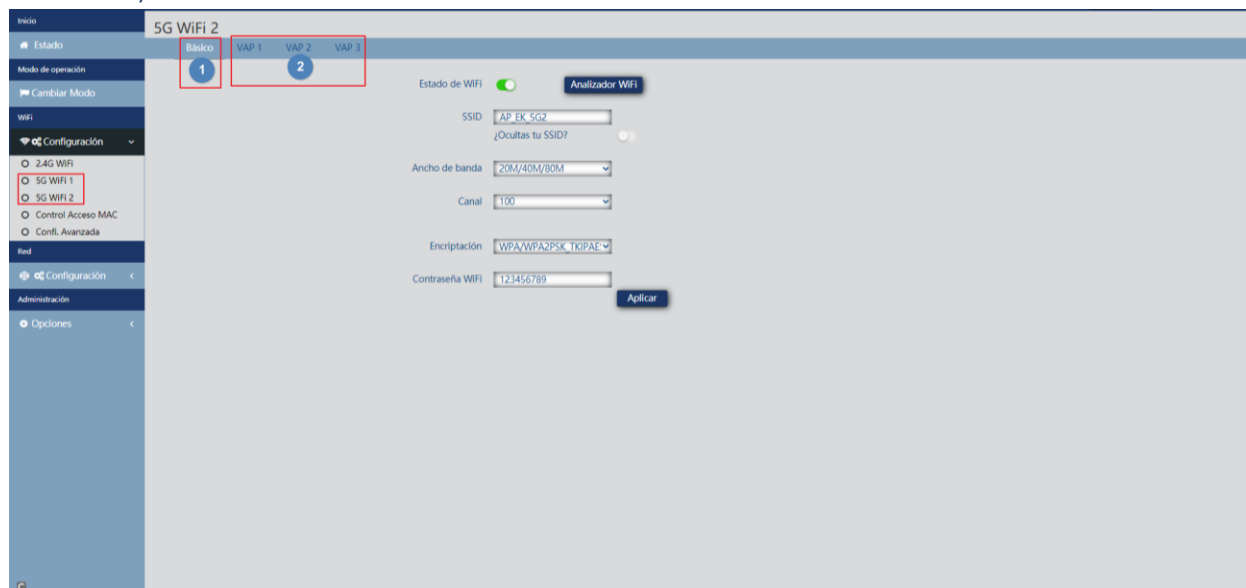 Inicio
Estado
Modo de operación
Cambiar Modo
WiFi
Configuración
2.4G WiFi
5G WiFi 1
5G WiFi 2
Control Acceso MAC
Confi. Avanzada
Red
Configuración
Administración
Opciones
5G WiFi 2
Básico VAP 1 VAP 2 VAP 3
1 2
Estado de WiFi Analizador WiFi
SSID AP_EK_5G2
¿Ocultas tu SSID?
Ancho de banda 20M/40M/80M
Canal 100
Encriptación WPA/WPA2PSK_TKIPAE
Contraseña WiFi 123456789
Aplicar